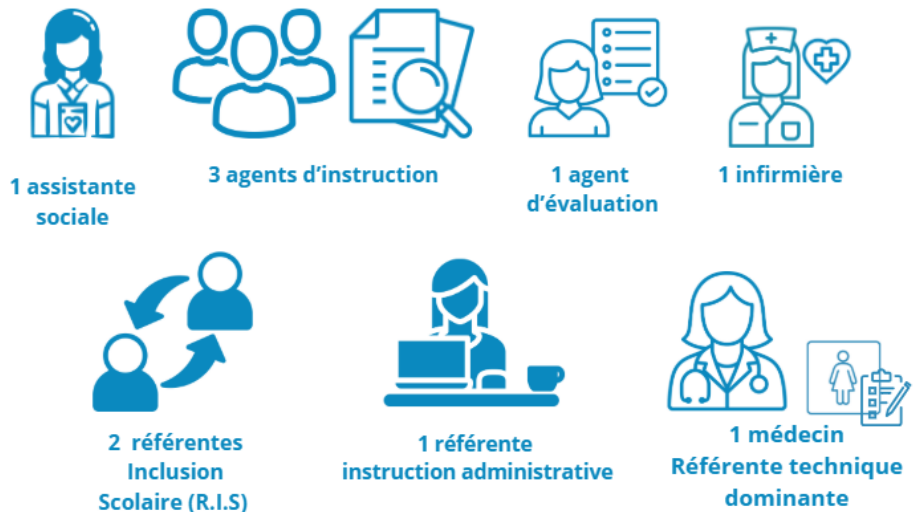 1 assistante
sociale
3 agents d'instruction
1 agent
d'évaluation
1 infirmière
2 référentes
Inclusion
Scolaire (R.I.S)
1 référente
instruction administrative
1 médecin
Référente technique
dominante